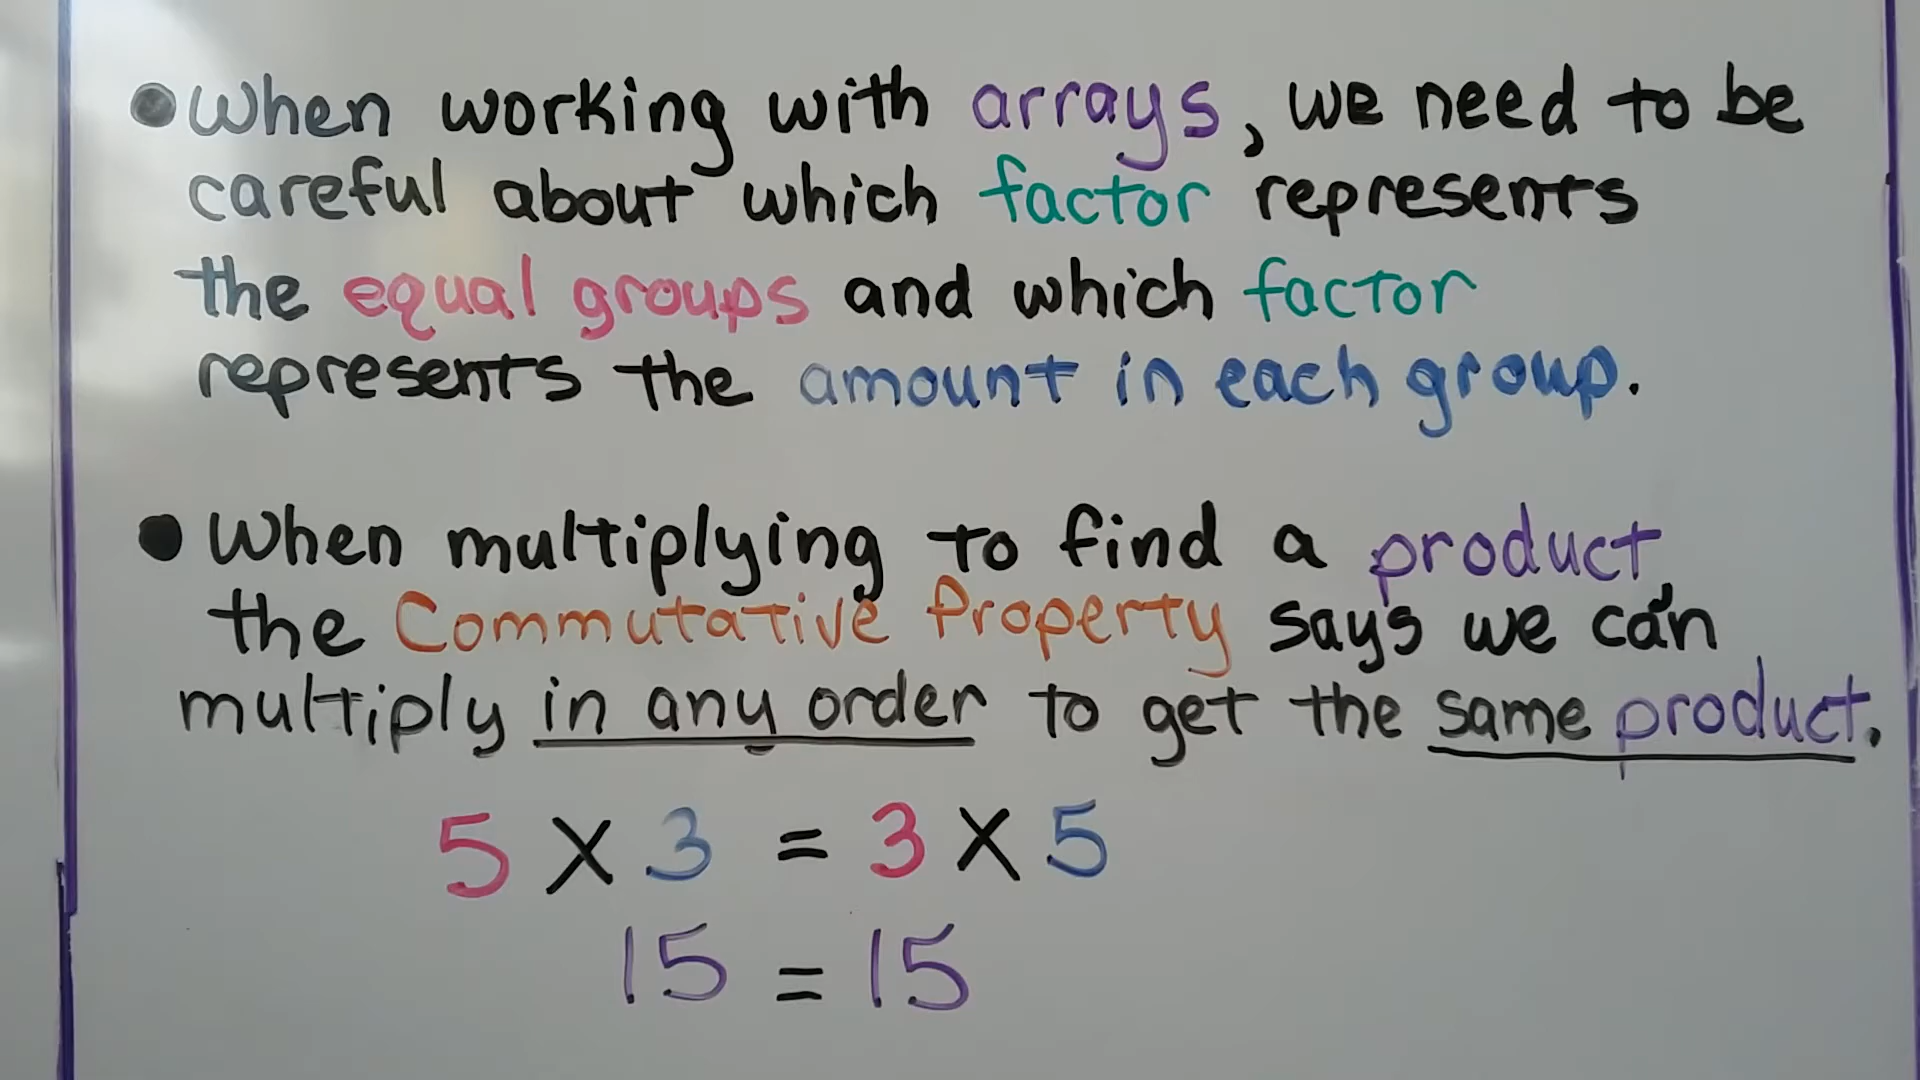 • When working with arrays, we need to be
careful about which factor represents
the equal groups and which factor
represents the amount in each group.
• When multiplying to find a product,
the Commutative Property says we can
multiply in any order to get the same product.
5 X 3 = 3 X 5
15 = 15